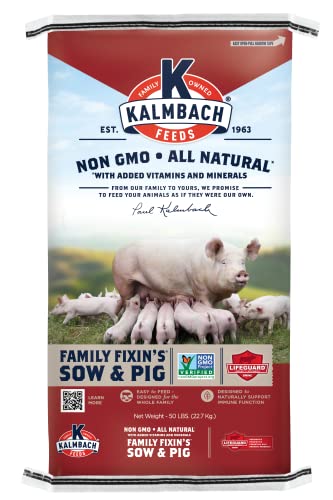 EASY OPEN-PULL RIBBON TAPE
K
FAMILY OWNED
KALMBACH®
FEEDS
EST. 1963
NON GMO • ALL NATURAL*
*WITH ADDED VITAMINS AND MINERALS
FROM OUR FAMILY TO YOURS, WE PROMISE
TO FEED YOUR ANIMALS AS IF THEY WERE OUR OWN.
Paul Kalmbach
FAMILY FIXIN'S™
SOW & PIG
NON
GMO
Project
VERIFIED
LIFEGUARD
LEARN
MORE
EASY to FEED
DESIGNED for the
WHOLE FAMILY
DESIGNED to
NATURALLY SUPPORT
IMMUNE FUNCTION
Net Weight - 50 LBS. (22.7 Kg.)
K
KALMBACH
FEEDS
NON GMO • ALL NATURAL*
*WITH ADDED VITAMINS AND MINERALS
FAMILY FIXIN'S™
SOW & PIG
LIFEGUARD